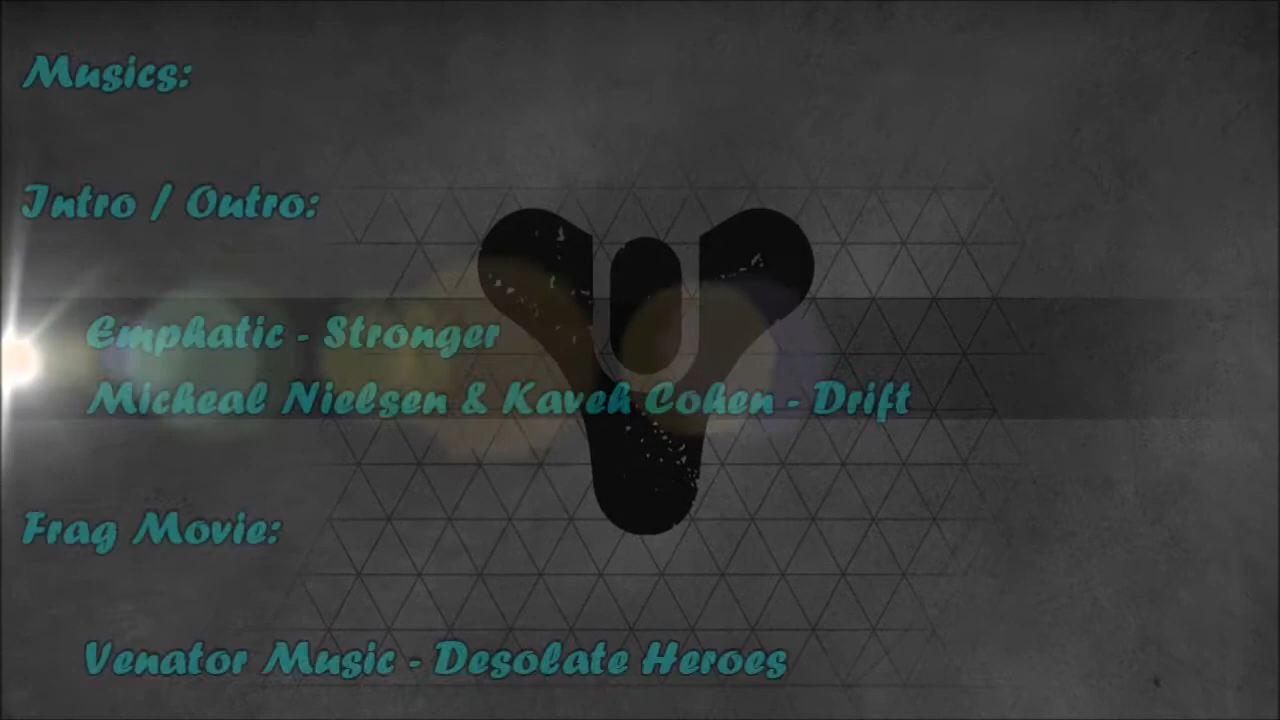 Musics:
Intro / Outro:
Emphatic - Stronger
Micheal Nielsen & Kaveh Cohen - Drift
Frag Movie:
Venator Music - Desolate Heroes